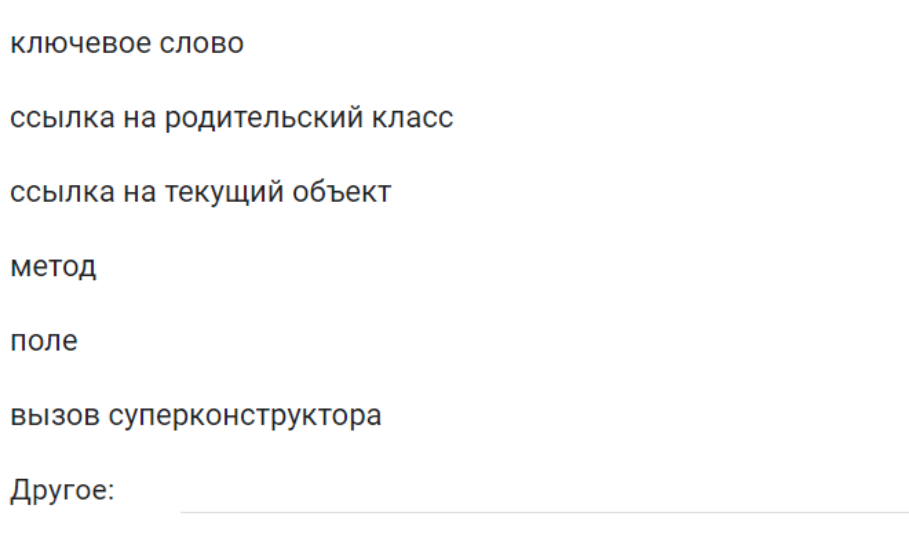 ключевое слово
ссылка на родительский класс
ссылка на текущий объект
метод
поле
вызов суперконструктора
Другое: